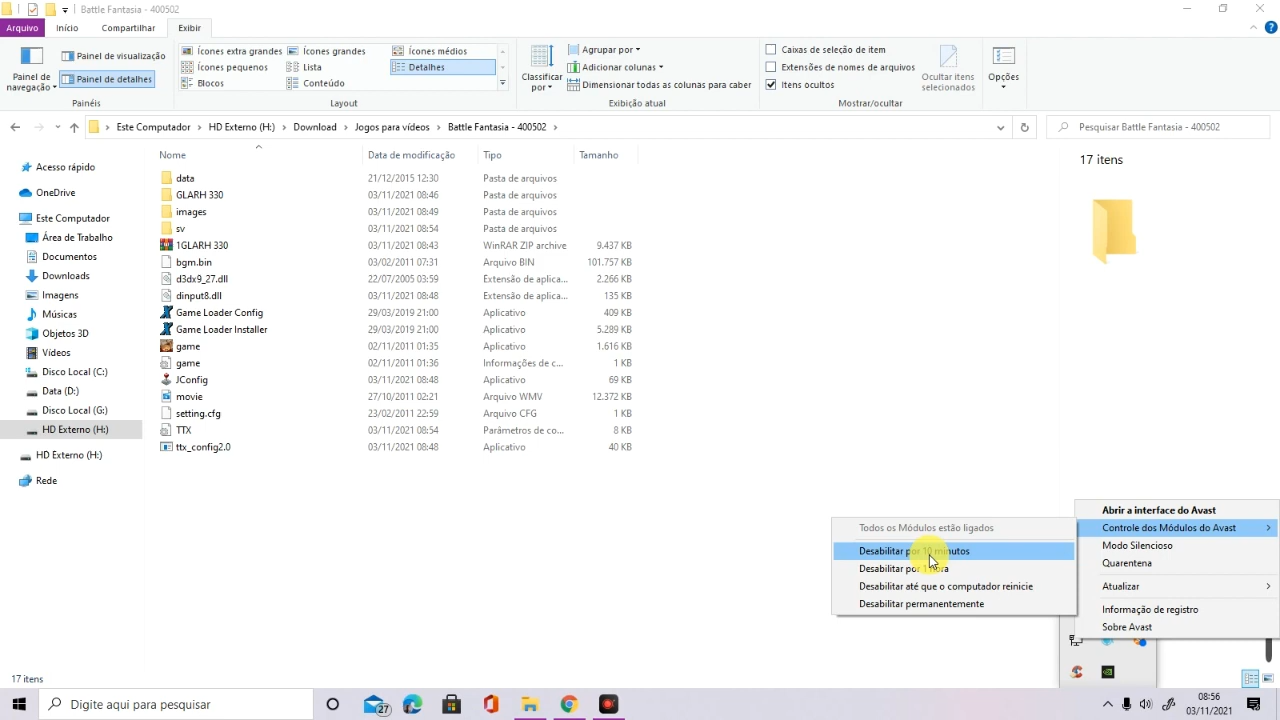 Battle Fantasia - 400502
Arquivo Início Compartilhar Exibir
Painel de navegação
Painel de visualização
Painel de detalhes
Painéis
Ícones extra grandes Ícones grandes Ícones médios
Ícones pequenos Lista Detalhes
Blocos Conteúdo
Layout
Classificar por
Agrupar por
Adicionar colunas
Dimensionar todas as colunas para caber
Exibição atual
Caixas de seleção de item
Extensões de nomes de arquivos
Itens ocultos
Ocultar itens selecionados
Mostrar/ocultar
Opções
Este Computador > HD Externo (H:) > Download > Jogos para vídeos > Battle Fantasia - 400502 >
Pesquisar Battle Fantasia - 400502
Acesso rápido
OneDrive
Este Computador
Área de Trabalho
Documentos
Downloads
Imagens
Músicas
Objetos 3D
Vídeos
Disco Local (C:)
Data (D:)
Disco Local (G:)
HD Externo (H:)
HD Externo (H:)
Rede
Nome Data de modificação Tipo Tamanho
data 21/12/2015 12:30 Pasta de arquivos
GLARH 330 03/11/2021 08:46 Pasta de arquivos
images 03/11/2021 08:49 Pasta de arquivos
sv 03/11/2021 08:54 Pasta de arquivos
1GLARH 330 03/11/2021 08:43 WinRAR ZIP archive 9.437 KB
bgm.bin 03/02/2011 07:31 Arquivo BIN 101.757 KB
d3dx9_27.dll 22/07/2005 03:59 Extensão de aplica... 2.266 KB
dinput8.dll 03/11/2021 08:48 Extensão de aplica... 135 KB
Game Loader Config 29/03/2019 21:00 Aplicativo 409 KB
Game Loader Installer 29/03/2019 21:00 Aplicativo 5.289 KB
game 02/11/2011 01:35 Aplicativo 1.616 KB
game 02/11/2011 01:36 Informações de c... 1 KB
JConfig 03/11/2021 08:48 Aplicativo 69 KB
movie 27/10/2011 02:21 Arquivo WMV 12.372 KB
setting.cfg 23/02/2011 22:59 Arquivo CFG 1 KB
TTX 03/11/2021 08:54 Parâmetros de co... 8 KB
ttx_config2.0 03/11/2021 08:48 Aplicativo 40 KB
17 itens
Todos os Módulos estão ligados
Desabilitar por 10 minutos
Desabilitar por 1 hora
Desabilitar até que o computador reinicie
Desabilitar permanentemente
Abrir a interface do Avast
Controle dos Módulos do Avast >
Modo Silencioso
Quarentena
Atualizar >
Informação de registro
Sobre Avast
17 itens
Digite aqui para pesquisar
27
08:56
03/11/2021